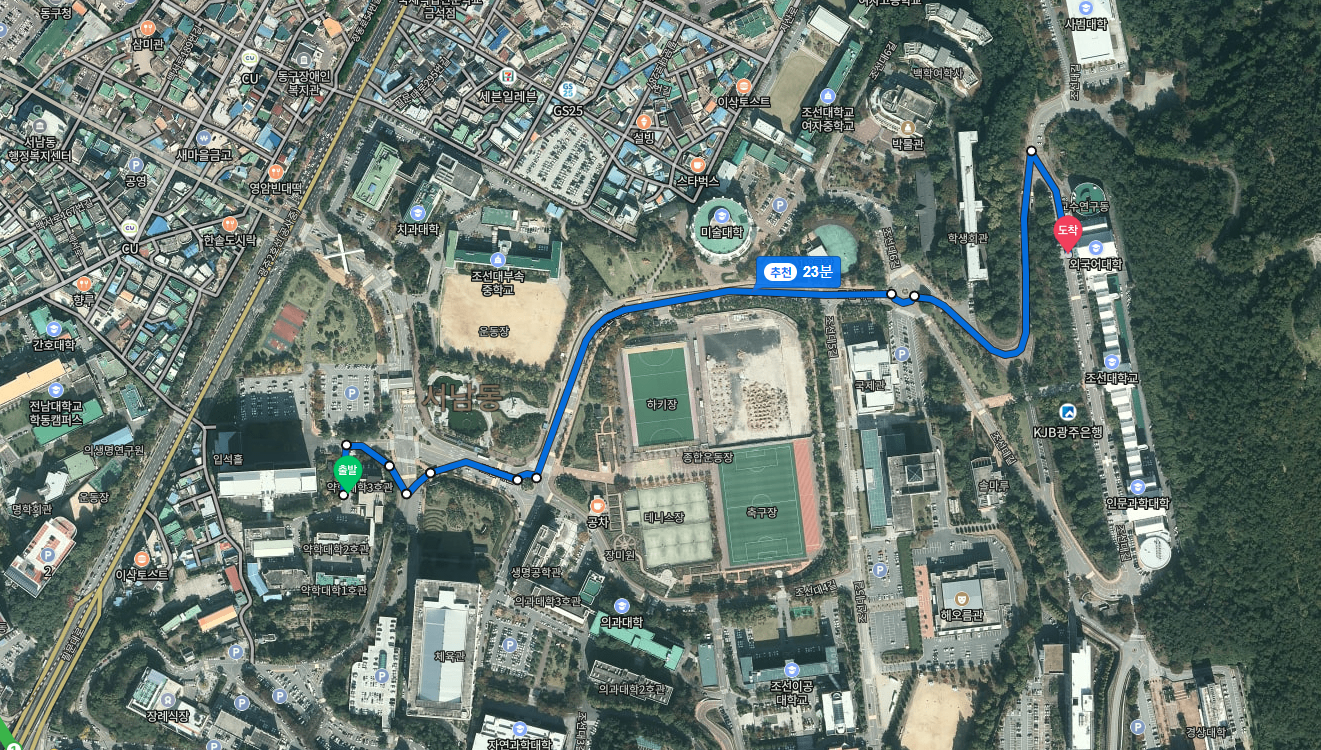 동구청
금석점
사범대학
삼미관
CU
동구장애인
복지관
세븐일레븐
GS25
GS
25
설빙
이삭토스트
조선대학교
여자중학교
백학여학사
박물관
서남동
행정복지센터
새마을금고
공영
영암빈대떡
스타벅스
CU
한솔도시락
치과대학
미술대학
교수연구동
도착
외국어대학
학생회관
향루
조선대부속
중학교
추천 23분
운동장
간호대학
국제관
조선대학교
전남대학교
학동캠퍼스
서남동
하키장
KJB광주은행
의생명연구원
입석홀
출발
약학대학3호관
종합운동장
솔마루
인문과학대학
운동장
명학회관
공차
테니스장
축구장
약학대학2호관
장미원
이삭토스트
2
생명공학관
약학대학1호관
의과대학3호관
조선대4길
의과대학
해오름관
체육관
의과대학2호관
조선이공
대학교
장례식장
자연과학대학
경상대학